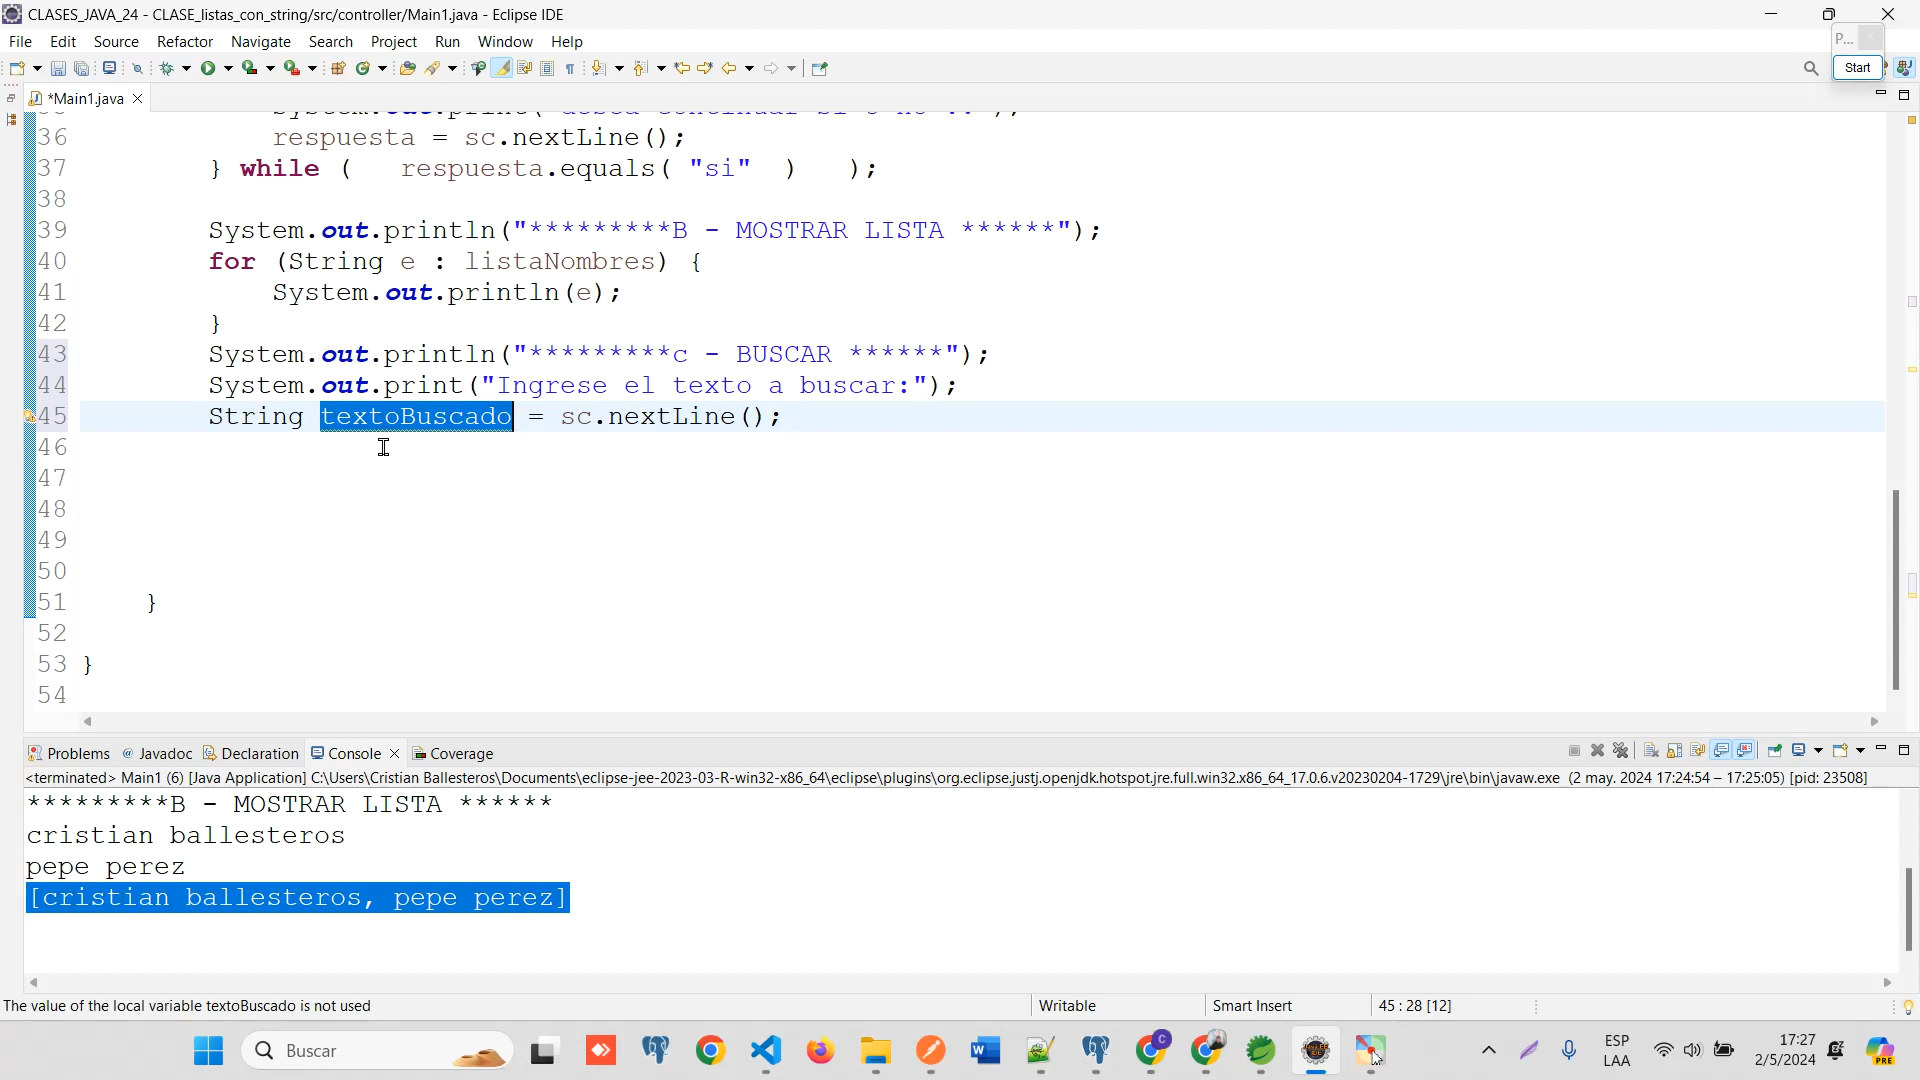 CLASES_JAVA_24 - CLASE_listas_con_string/src/controller/Main1.java - Eclipse IDE
File Edit Source Refactor Navigate Search Project Run Window Help
P...
Start
*Main1.java
36 respuesta = sc.nextLine();
37 } while ( respuesta.equals( "si" ) );
38
39 System.out.println("*********B - MOSTRAR LISTA ******");
40 for (String e : listaNombres) {
41 System.out.println(e);
42 }
43 System.out.println("*********c - BUSCAR ******");
44 System.out.print("Ingrese el texto a buscar:");
45 String textoBuscado = sc.nextLine();
46
47
48
49
50
51 }
52
53 }
54
Problems Javadoc Declaration Console Coverage
<terminated> Main1 (6) [Java Application] C:\Users\Cristian Ballesteros\Documents\eclipse-jee-2023-03-R-win32-x86_64\eclipse\plugins\org.eclipse.justj.openjdk.hotspot.jre.full.win32.x86_64_17.0.6.v20230204-1729\jre\bin\javaw.exe (2 may. 2024 17:24:54 – 17:25:05) [pid: 23508]
*********B - MOSTRAR LISTA ******
cristian ballesteros
pepe perez
[cristian ballesteros, pepe perez]
The value of the local variable textoBuscado is not used
Writable
Smart Insert
45 : 28 [12]
Buscar
ESP
LAA
17:27
2/5/2024